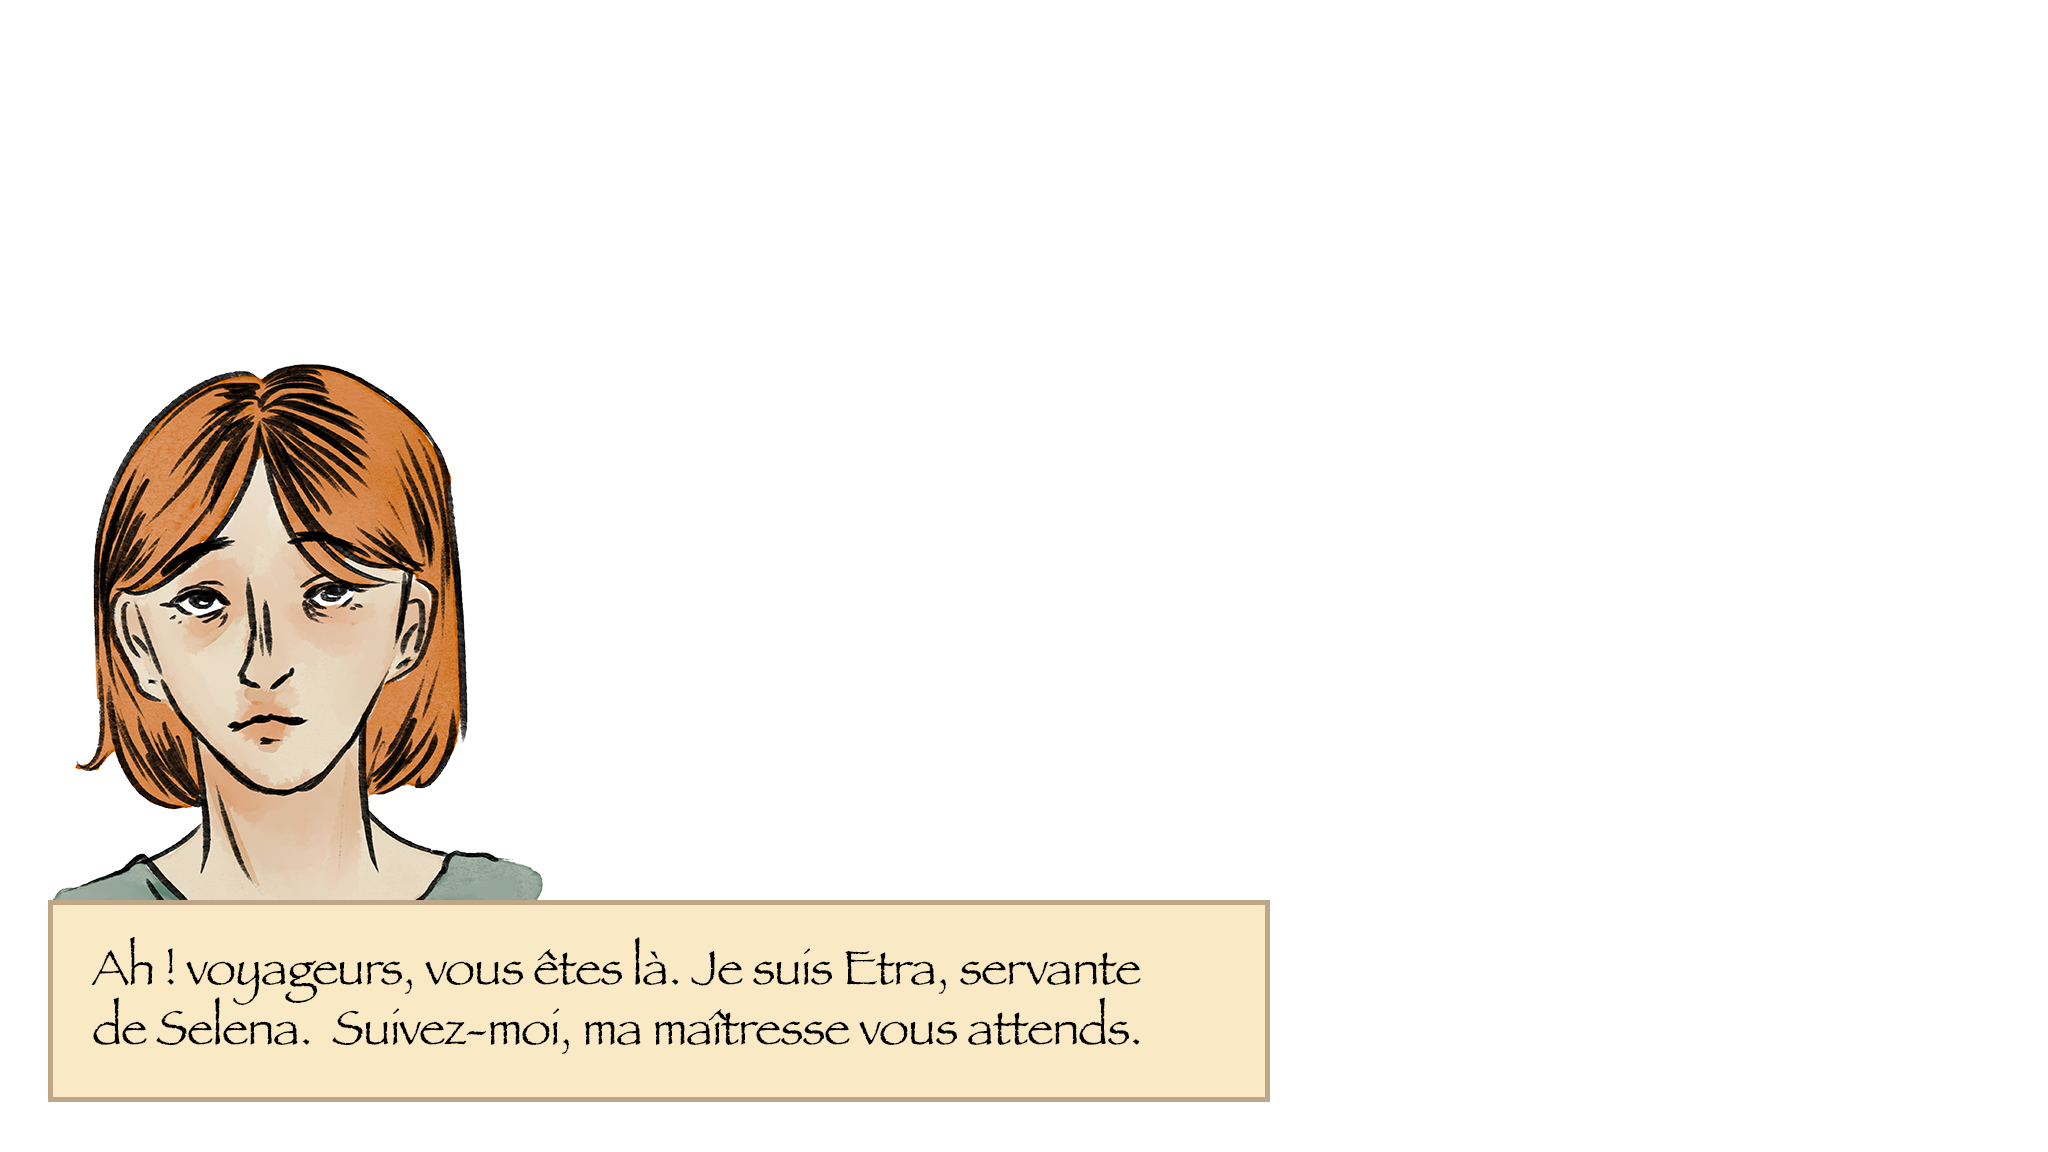 Ah ! voyageurs, vous êtes là. Je suis Etra, servante
de Selena.  Suivez-moi, ma maîtresse vous attends.